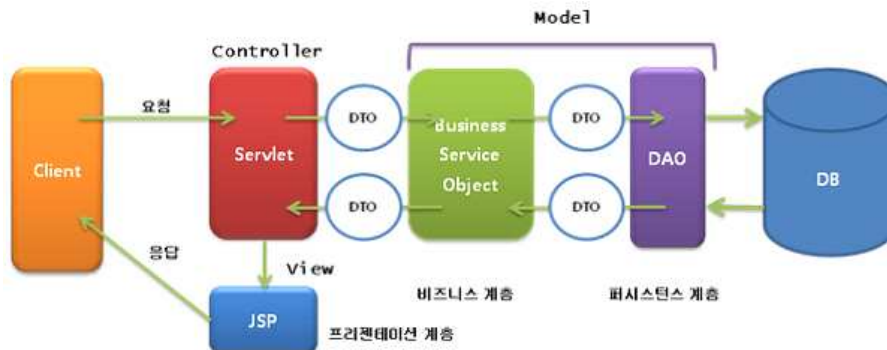 Model
Controller
요청
DTO
DTO
Client
Servlet
Business
Service
Object
DAO
DB
DTO
DTO
응답
View
JSP
비즈니스 계층
퍼시스턴스 계층
프리젠테이션 계층